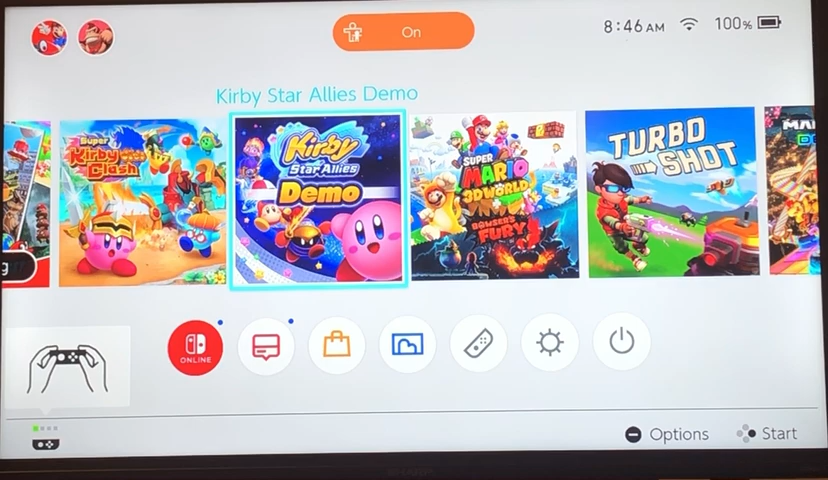 On
8:46 AM
100%
Kirby Star Allies Demo
Super
Kirby
Clash
Kirby
Star Allies
Demo
SUPER
MARIO
3D WORLD
BOWSER'S
FURY
TURBO
SHOT
ONLINE
Options
Start